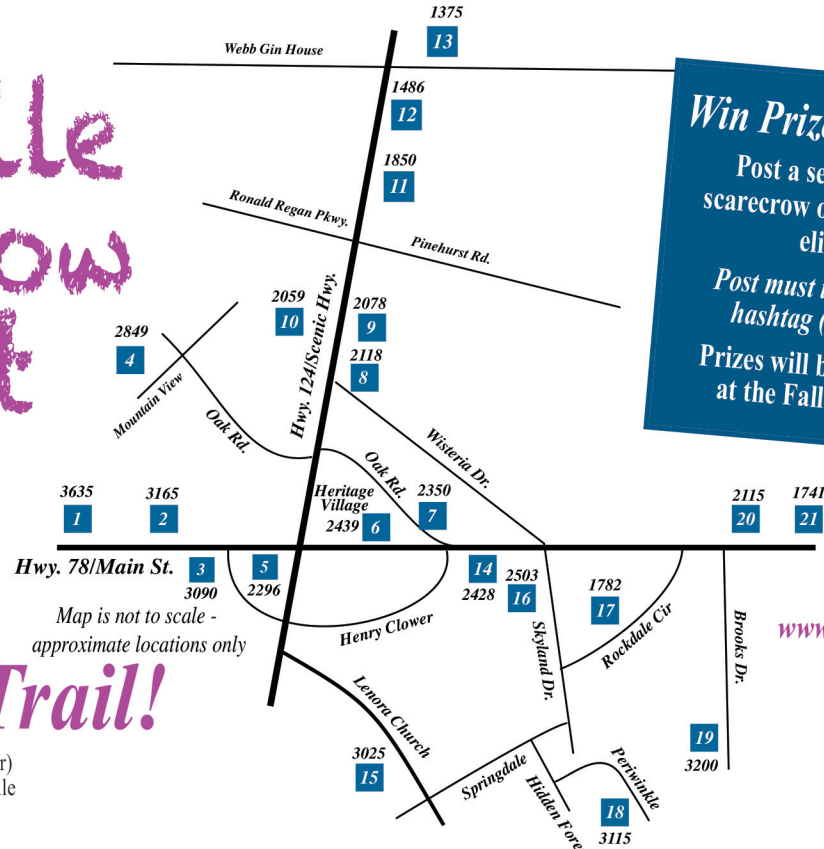 1375
13
Webb Gin House
1486
12
1850
11
Ronald Regan Pkwy.
Pinehurst Rd.
Win
Post a
scarecrow
Post must
hashtag
Prizes will
at the Fall
2059
10
2078
9
2118
8
Hwy. 124/Scenic Hwy.
2849
4
Mountain View
Oak Rd.
Wisteria Dr.
Oak Rd.
Heritage
Village
2439 6
2350
7
3635
1
3165
2
2115
20
1741
21
Hwy. 78/Main St.
3
3090
5
2296
14
2428
2503
16
1782
17
Map is not to scale -
approximate locations only
Henry Clower
Skyland Dr.
Rockdale Cir
Brooks Dr.
www
Trail!
Lenora Church
3025
15
Springdale
Hidden
Periwinkle
18
3115
19
3200